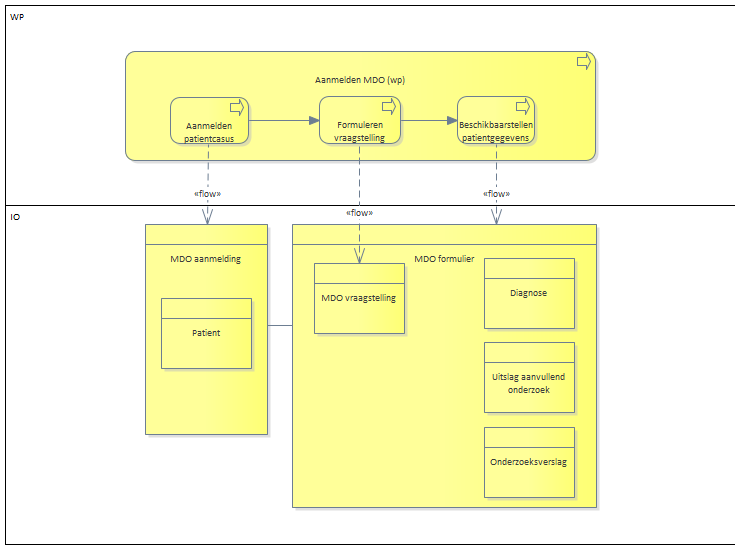 WP
Aanmelden MDO (wp)
Aanmelden
patientcasus
Formuleren
vraagstelling
Beschikbaarstellen
patientgegevens
«flow»
«flow»
«flow»
IO
MDO aanmelding
Patient
MDO formulier
MDO vraagstelling
Diagnose
Uitslag aanvullend
onderzoek
Onderzoeksverslag